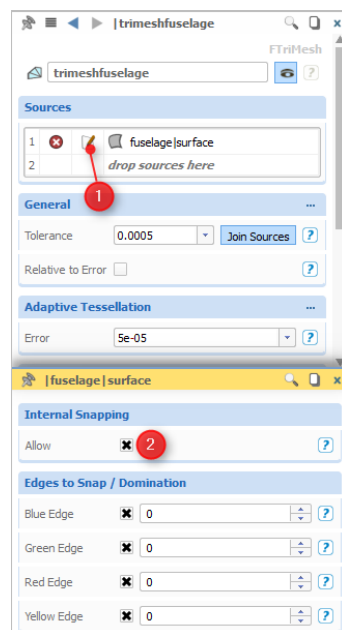 |trimeshfuselage
FTriMesh
trimeshfuselage
Sources
1 fuselage|surface
2 drop sources here
1
General ...
Tolerance 0.0005 Join Sources ?
Relative to Error ?
Adaptive Tessellation ...
Error 5e-05 ?
|fuselage|surface
Internal Snapping
Allow 2 ?
Edges to Snap / Domination
Blue Edge 0 ?
Green Edge 0 ?
Red Edge 0 ?
Yellow Edge 0 ?